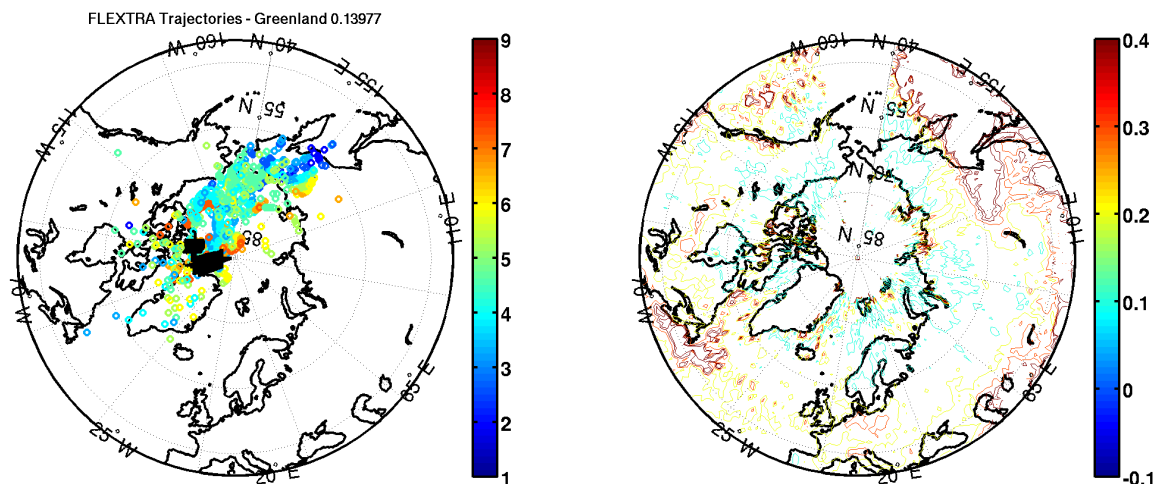 FLEXTRA Trajectories - Greenland 0.13977
W 160
N 40
155 E
W 115
N 55
110 E
85
70 W
65 E
25 W
20 E
9
8
7
6
5
4
3
2
1
W 160
N 40
155 E
W 115
N 55
N 70
110 E
N 85
70 W
65 E
25 W
20 E
0.4
0.3
0.2
0.1
0
-0.1